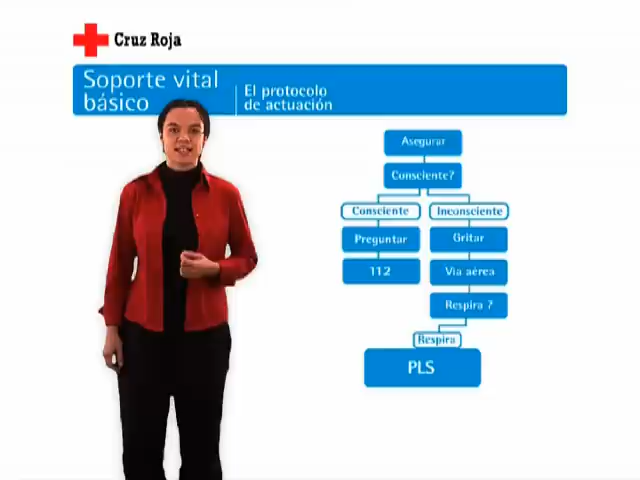 Cruz Roja
Soporte vital
básico
El protocolo
de actuación
Asegurar
Consciente?
Consciente
Inconsciente
Preguntar
Gritar
112
Vía aérea
Respira ?
Respira
PLS